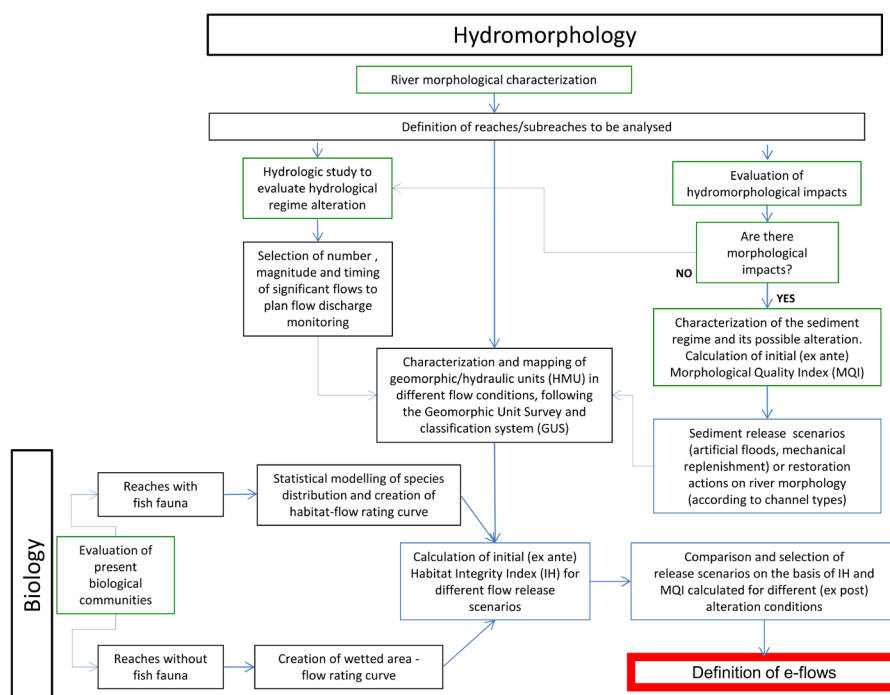 Hydromorphology
River morphological characterization
Definition of reaches/subreaches to be analysed
Hydrologic study to
evaluate hydrological
regime alteration
Evaluation of
hydromorphological impacts
Are there
morphological
impacts?
NO
YES
Selection of number ,
magnitude and timing
of significant flows to
plan flow discharge
monitoring
Characterization of the sediment
regime and its possible alteration.
Calculation of initial (ex ante)
Morphological Quality Index (MQI)
Characterization and mapping of
geomorphic/hydraulic units (HMU) in
different flow conditions, following
the Geomorphic Unit Survey and
classification system (GUS)
Sediment release scenarios
(artificial floods, mechanical
replenishment) or restoration
actions on river morphology
(according to channel types)
Biology
Reaches with
fish fauna
Statistical modelling of species
distribution and creation of
habitat-flow rating curve
Evaluation of
present
biological
communities
Calculation of initial (ex ante)
Habitat Integrity Index (IH) for
different flow release
scenarios
Comparison and selection of
release scenarios on the basis of IH and
MQI calculated for different (ex post)
alteration conditions
Reaches without
fish fauna
Creation of wetted area -
flow rating curve
Definition of e-flows